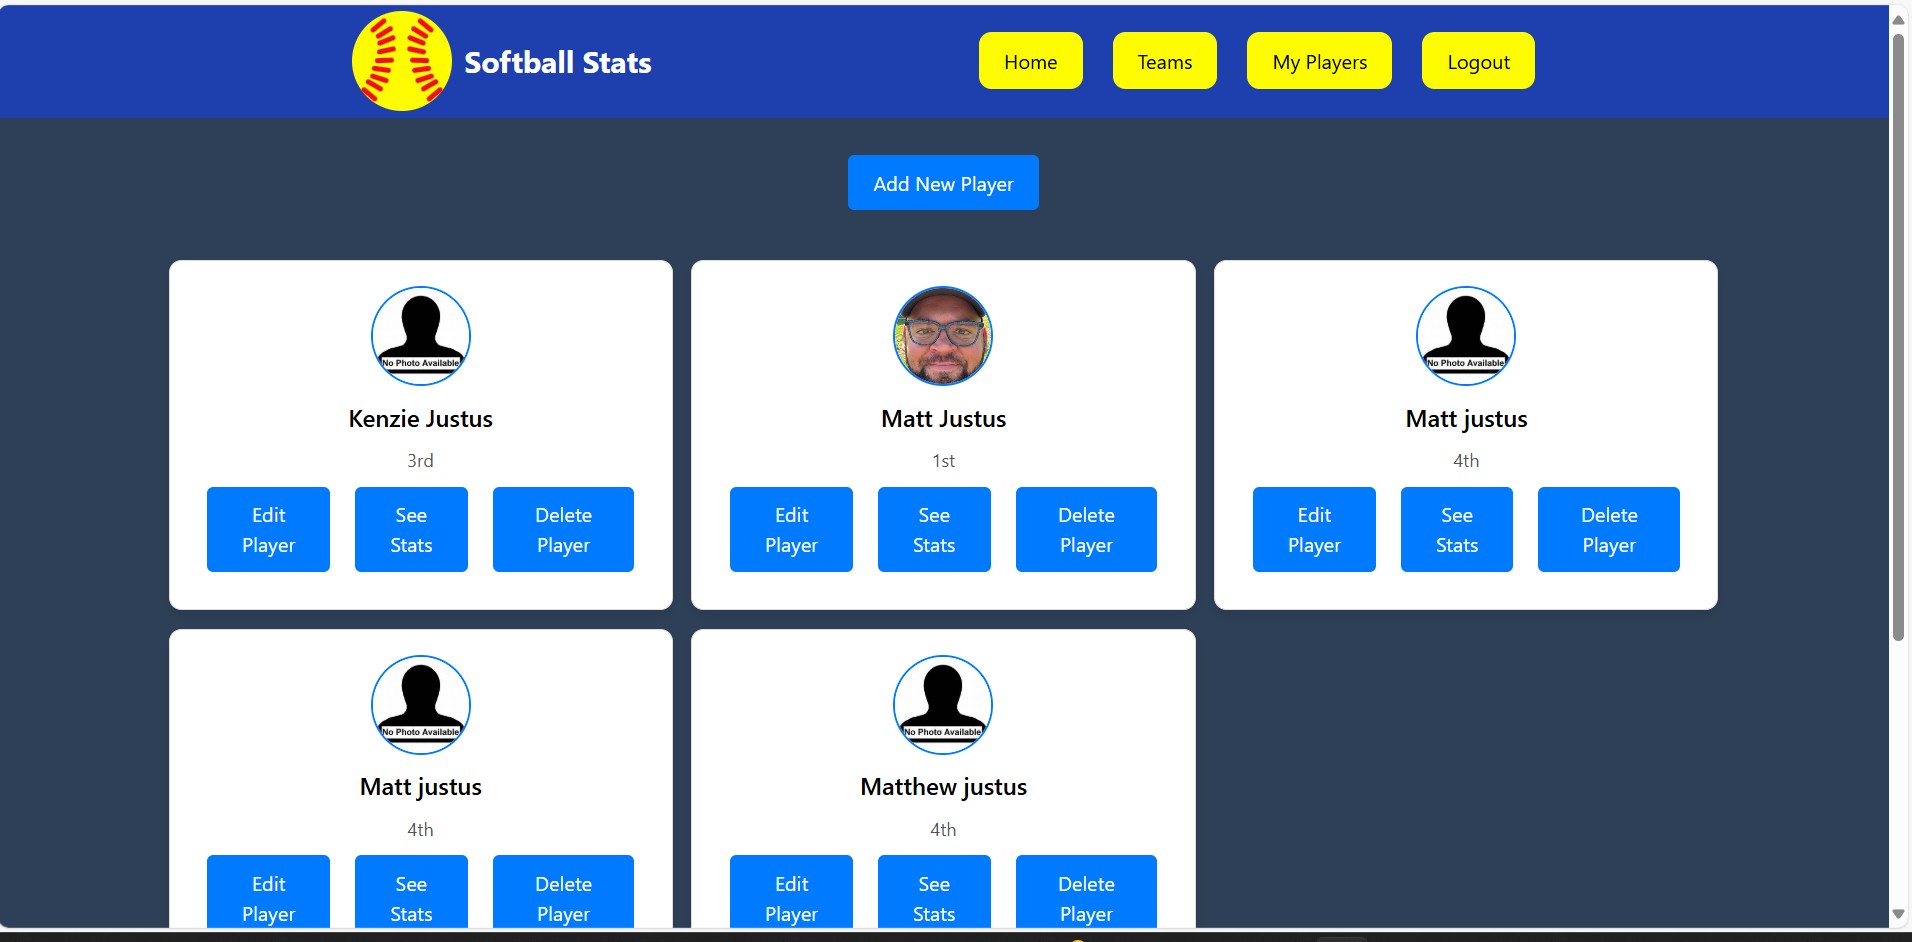 Softball Stats
Home
Teams
My Players
Logout
Add New Player
No Photo Available
Kenzie Justus
3rd
Edit
Player
See
Stats
Delete
Player
Matt Justus
1st
Edit
Player
See
Stats
Delete
Player
No Photo Available
Matt justus
4th
Edit
Player
See
Stats
Delete
Player
No Photo Available
Matt justus
4th
Edit
Player
See
Stats
Delete
Player
No Photo Available
Matthew justus
4th
Edit
Player
See
Stats
Delete
Player